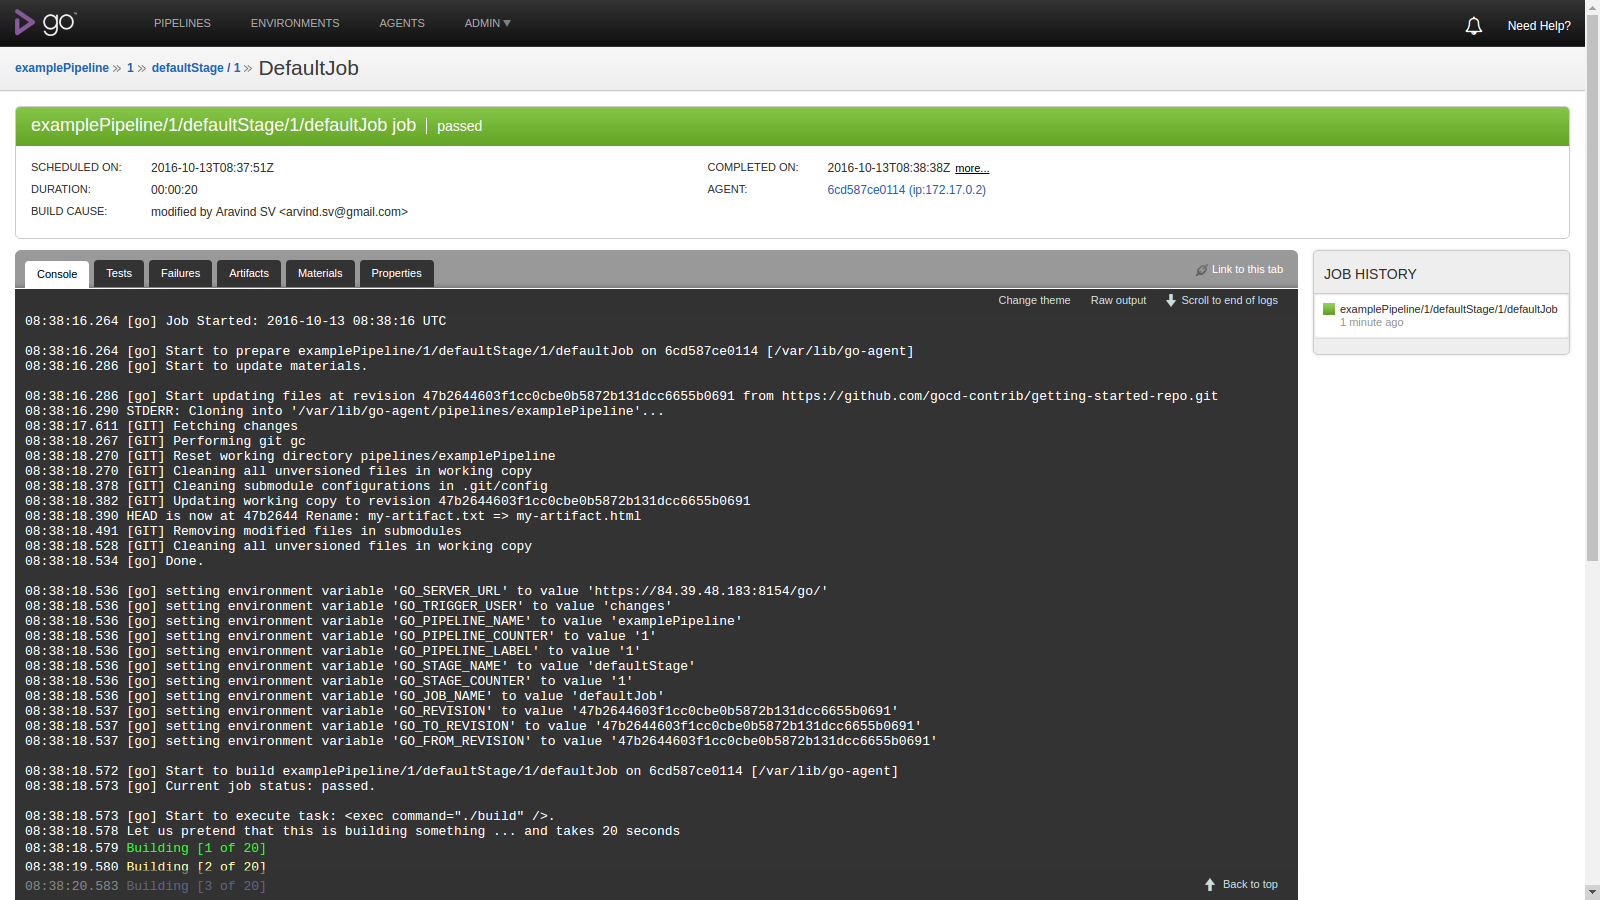 go™ PIPELINES ENVIRONMENTS AGENTS ADMIN Need Help?
examplePipeline » 1 » defaultStage / 1 » DefaultJob
examplePipeline/1/defaultStage/1/defaultJob job | passed
SCHEDULED ON: 2016-10-13T08:37:51Z COMPLETED ON: 2016-10-13T08:38:38Z more...
DURATION: 00:00:20 AGENT: 6cd587ce0114 (ip:172.17.0.2)
BUILD CAUSE: modified by Aravind SV <arvind.sv@gmail.com>
Console Tests Failures Artifacts Materials Properties Link to this tab
Change theme Raw output Scroll to end of logs
08:38:16.264 [go] Job Started: 2016-10-13 08:38:16 UTC
08:38:16.264 [go] Start to prepare examplePipeline/1/defaultStage/1/defaultJob on 6cd587ce0114 [/var/lib/go-agent]
08:38:16.286 [go] Start to update materials.
08:38:16.286 [go] Start updating files at revision 47b2644603f1cc0cbe0b5872b131dcc6655b0691 from https://github.com/gocd-contrib/getting-started-repo.git
08:38:16.290 STDERR: Cloning into '/var/lib/go-agent/pipelines/examplePipeline'...
08:38:17.611 [GIT] Fetching changes
08:38:18.267 [GIT] Performing git gc
08:38:18.270 [GIT] Reset working directory pipelines/examplePipeline
08:38:18.270 [GIT] Cleaning all unversioned files in working copy
08:38:18.378 [GIT] Cleaning submodule configurations in .git/config
08:38:18.382 [GIT] Updating working copy to revision 47b2644603f1cc0cbe0b5872b131dcc6655b0691
08:38:18.390 HEAD is now at 47b2644 Rename: my-artifact.txt => my-artifact.html
08:38:18.491 [GIT] Removing modified files in submodules
08:38:18.528 [GIT] Cleaning all unversioned files in working copy
08:38:18.534 [go] Done.
08:38:18.536 [go] setting environment variable 'GO_SERVER_URL' to value 'https://84.39.48.183:8154/go/'
08:38:18.536 [go] setting environment variable 'GO_TRIGGER_USER' to value 'changes'
08:38:18.536 [go] setting environment variable 'GO_PIPELINE_NAME' to value 'examplePipeline'
08:38:18.536 [go] setting environment variable 'GO_PIPELINE_COUNTER' to value '1'
08:38:18.536 [go] setting environment variable 'GO_PIPELINE_LABEL' to value '1'
08:38:18.536 [go] setting environment variable 'GO_STAGE_NAME' to value 'defaultStage'
08:38:18.536 [go] setting environment variable 'GO_STAGE_COUNTER' to value '1'
08:38:18.536 [go] setting environment variable 'GO_JOB_NAME' to value 'defaultJob'
08:38:18.537 [go] setting environment variable 'GO_REVISION' to value '47b2644603f1cc0cbe0b5872b131dcc6655b0691'
08:38:18.537 [go] setting environment variable 'GO_TO_REVISION' to value '47b2644603f1cc0cbe0b5872b131dcc6655b0691'
08:38:18.537 [go] setting environment variable 'GO_FROM_REVISION' to value '47b2644603f1cc0cbe0b5872b131dcc6655b0691'
08:38:18.572 [go] Start to build examplePipeline/1/defaultStage/1/defaultJob on 6cd587ce0114 [/var/lib/go-agent]
08:38:18.573 [go] Current job status: passed.
08:38:18.573 [go] Start to execute task: <exec command="./build" />.
08:38:18.578 Let us pretend that this is building something ... and takes 20 seconds
08:38:18.579 Building [1 of 20]
08:38:19.580 Building [2 of 20]
08:38:20.583 Building [3 of 20]
Back to top
JOB HISTORY
examplePipeline/1/defaultStage/1/defaultJob
1 minute ago